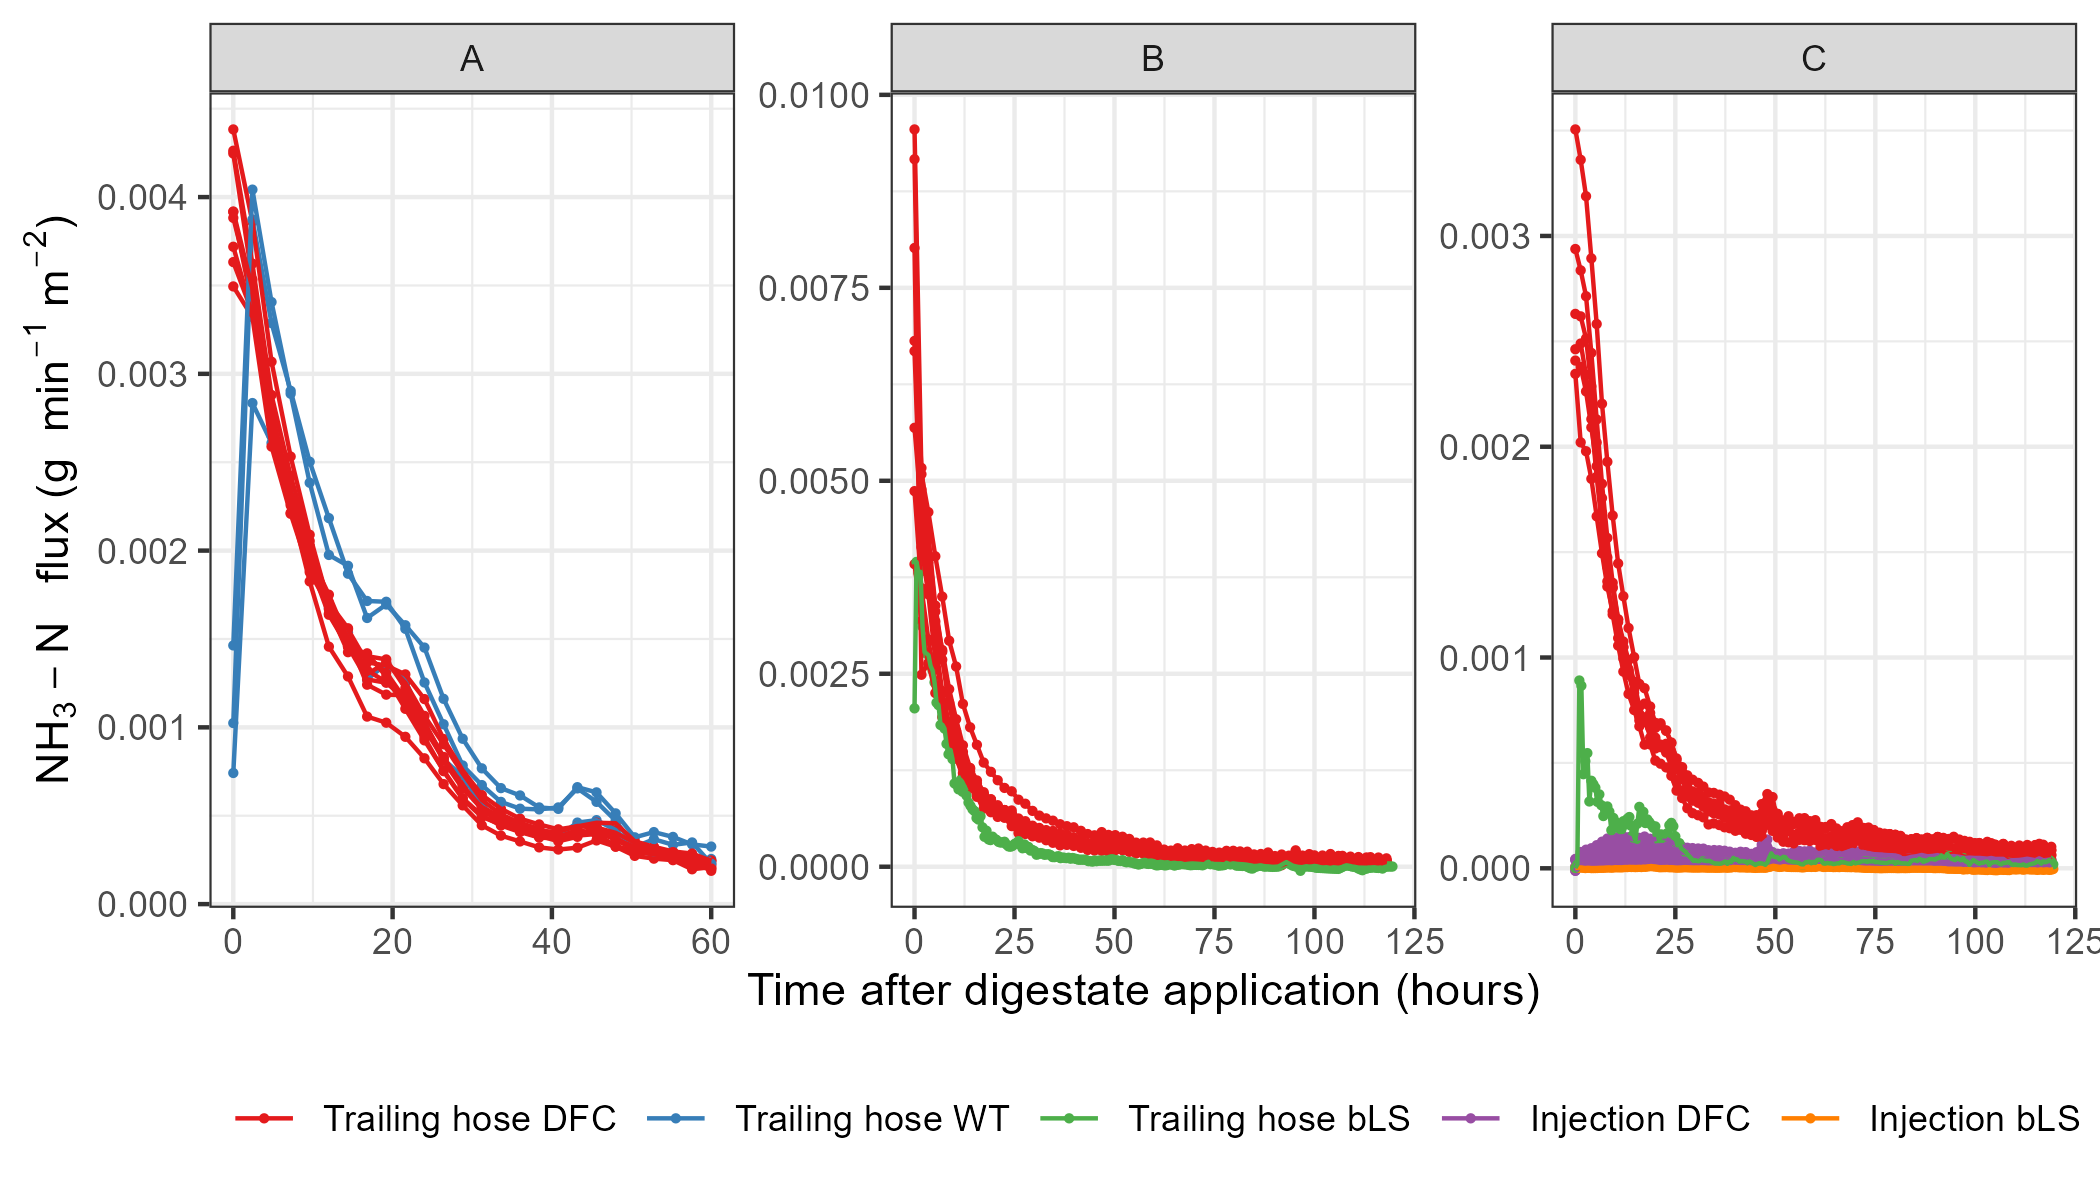 A B C
NH₃ − N flux (g min⁻¹ m⁻²)
0.004
0.003
0.002
0.001
0.000
0.0100
0.0075
0.0050
0.0025
0.0000
0.003
0.002
0.001
0.000
0 20 40 60
0 25 50 75 100 125
0 25 50 75 100 125
Time after digestate application (hours)
Trailing hose DFC Trailing hose WT Trailing hose bLS Injection DFC Injection bLS